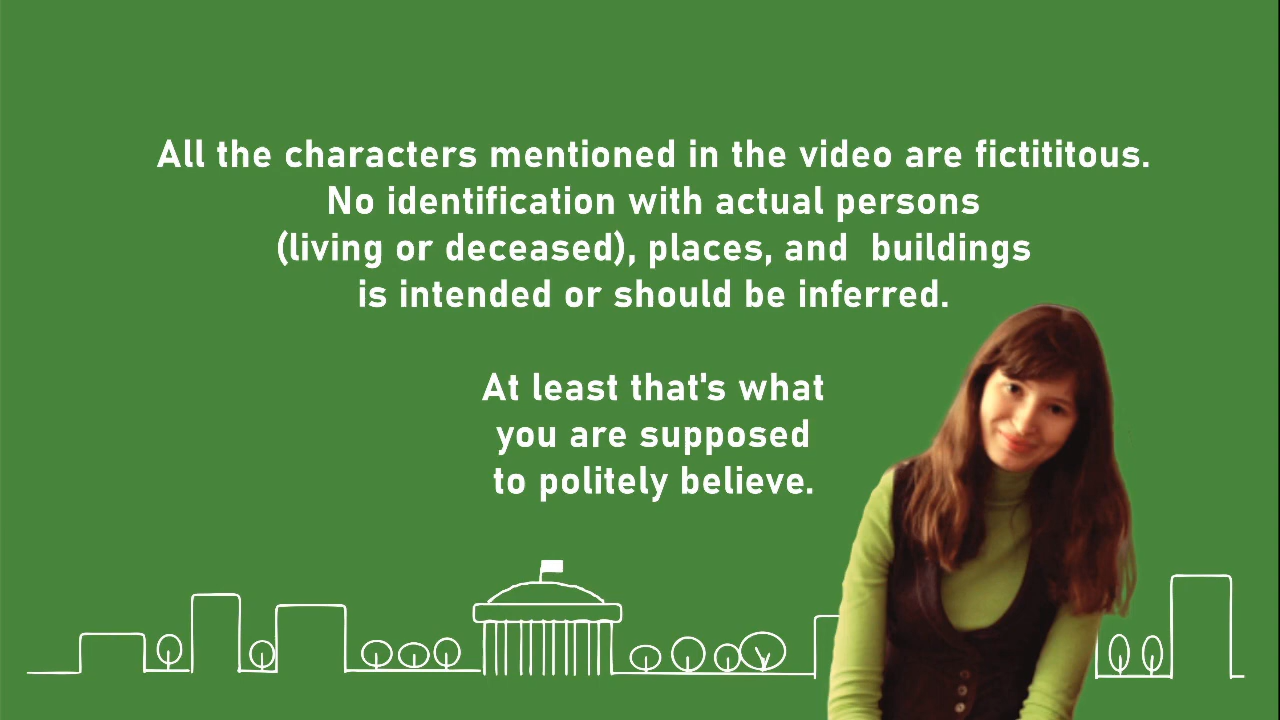 All the characters mentioned in the video are fictititous.
No identification with actual persons
(living or deceased), places, and  buildings
is intended or should be inferred.
At least that's what
you are supposed
to politely believe.